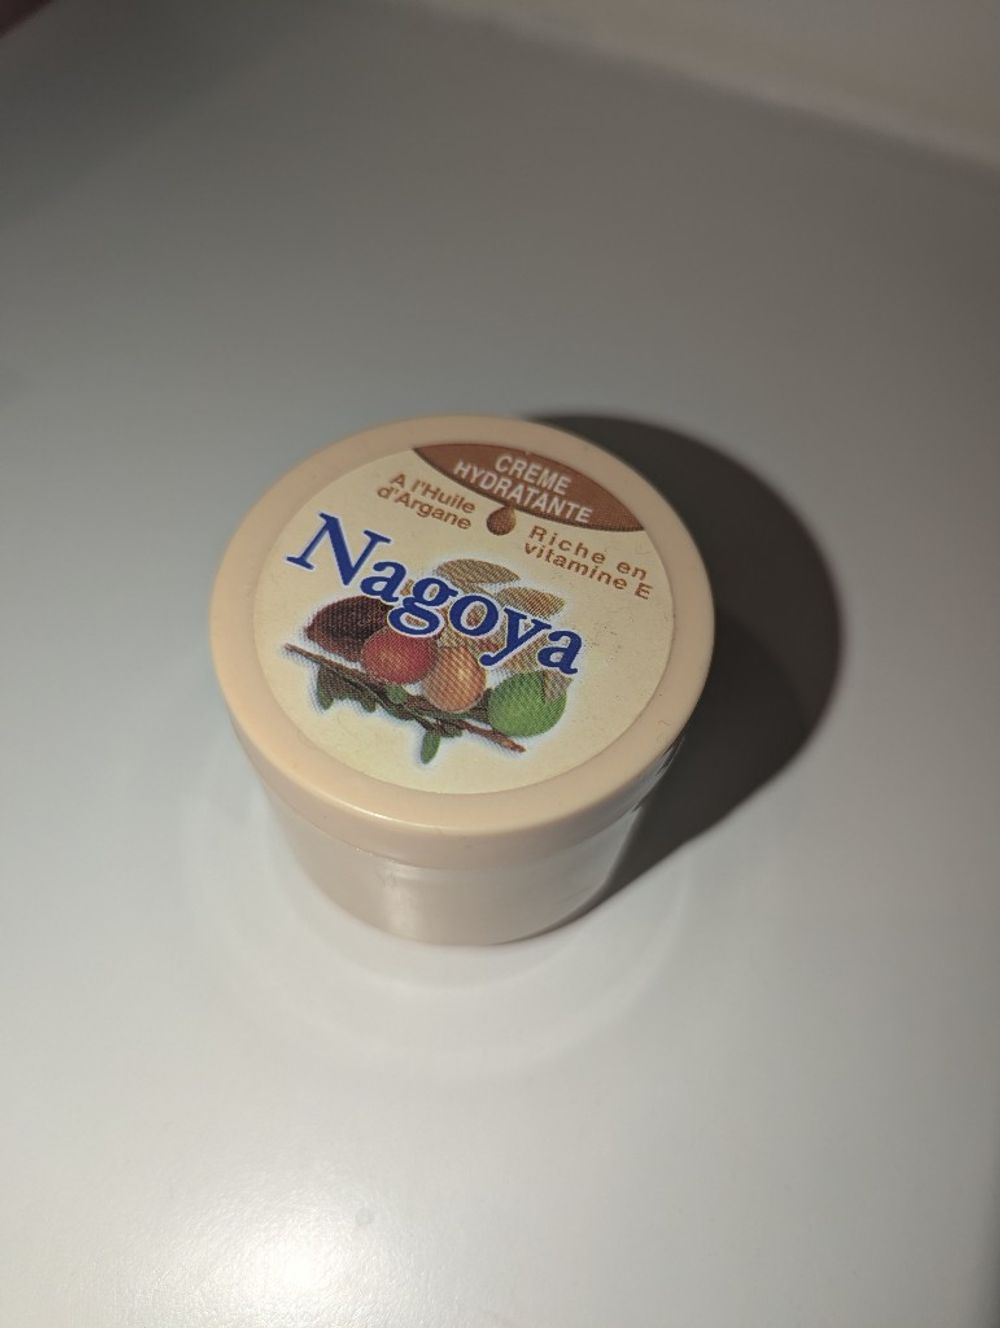 CREME
HYDRATANTE
A l'Huile
d'Argane
Riche en
vitamine E
Nagoya